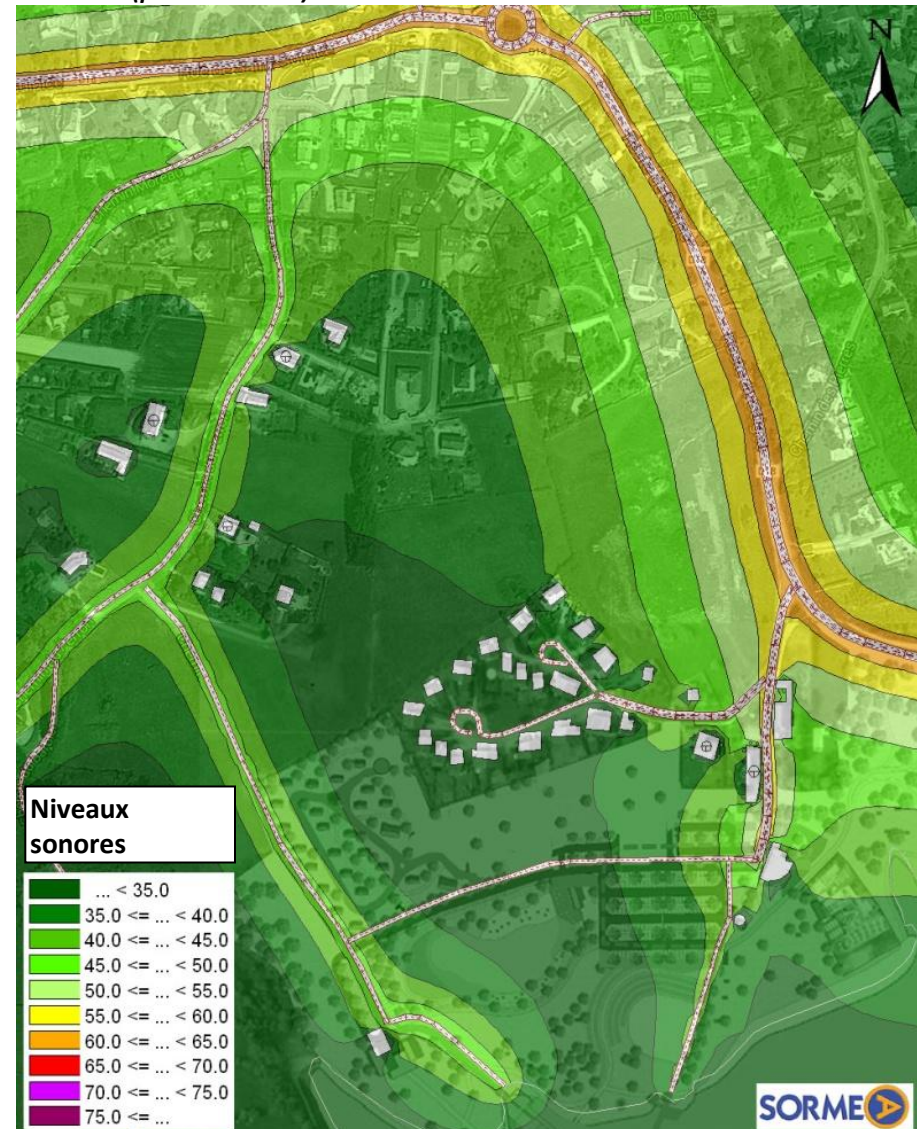 N
Niveaux
sonores
... < 35.0
35.0 <= ... < 40.0
40.0 <= ... < 45.0
45.0 <= ... < 50.0
50.0 <= ... < 55.0
55.0 <= ... < 60.0
60.0 <= ... < 65.0
65.0 <= ... < 70.0
70.0 <= ... < 75.0
75.0 <= ...
SORMEA